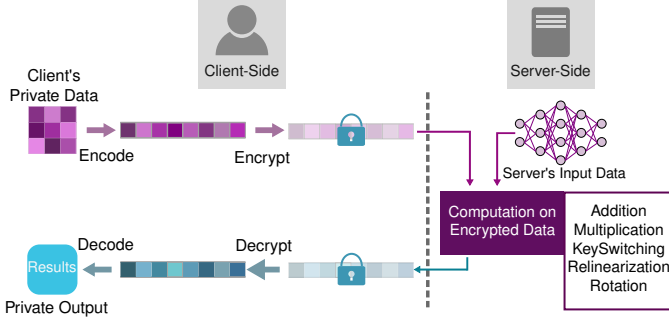 Client-Side
Server-Side
Client's
Private Data
Encode
Encrypt
Server's Input Data
Computation on
Encrypted Data
Addition
Multiplication
KeySwitching
Relinearization
Rotation
Decode
Decrypt
Results
Private Output